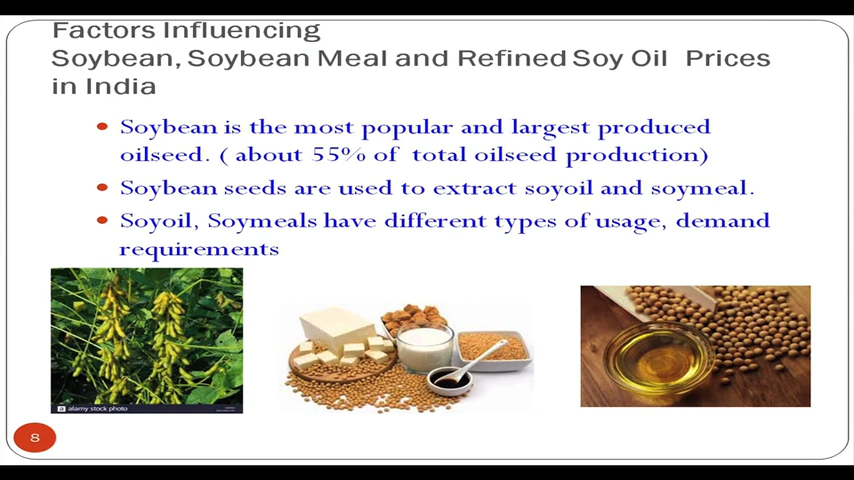 Factors Influencing
Soybean, Soybean Meal and Refined Soy Oil Prices
in India
Soybean is the most popular and largest produced
oilseed. ( about 55% of total oilseed production)
Soybean seeds are used to extract soyoil and soymeal.
Soyoil, Soymeals have different types of usage, demand
requirements
a alamy stock photo
8